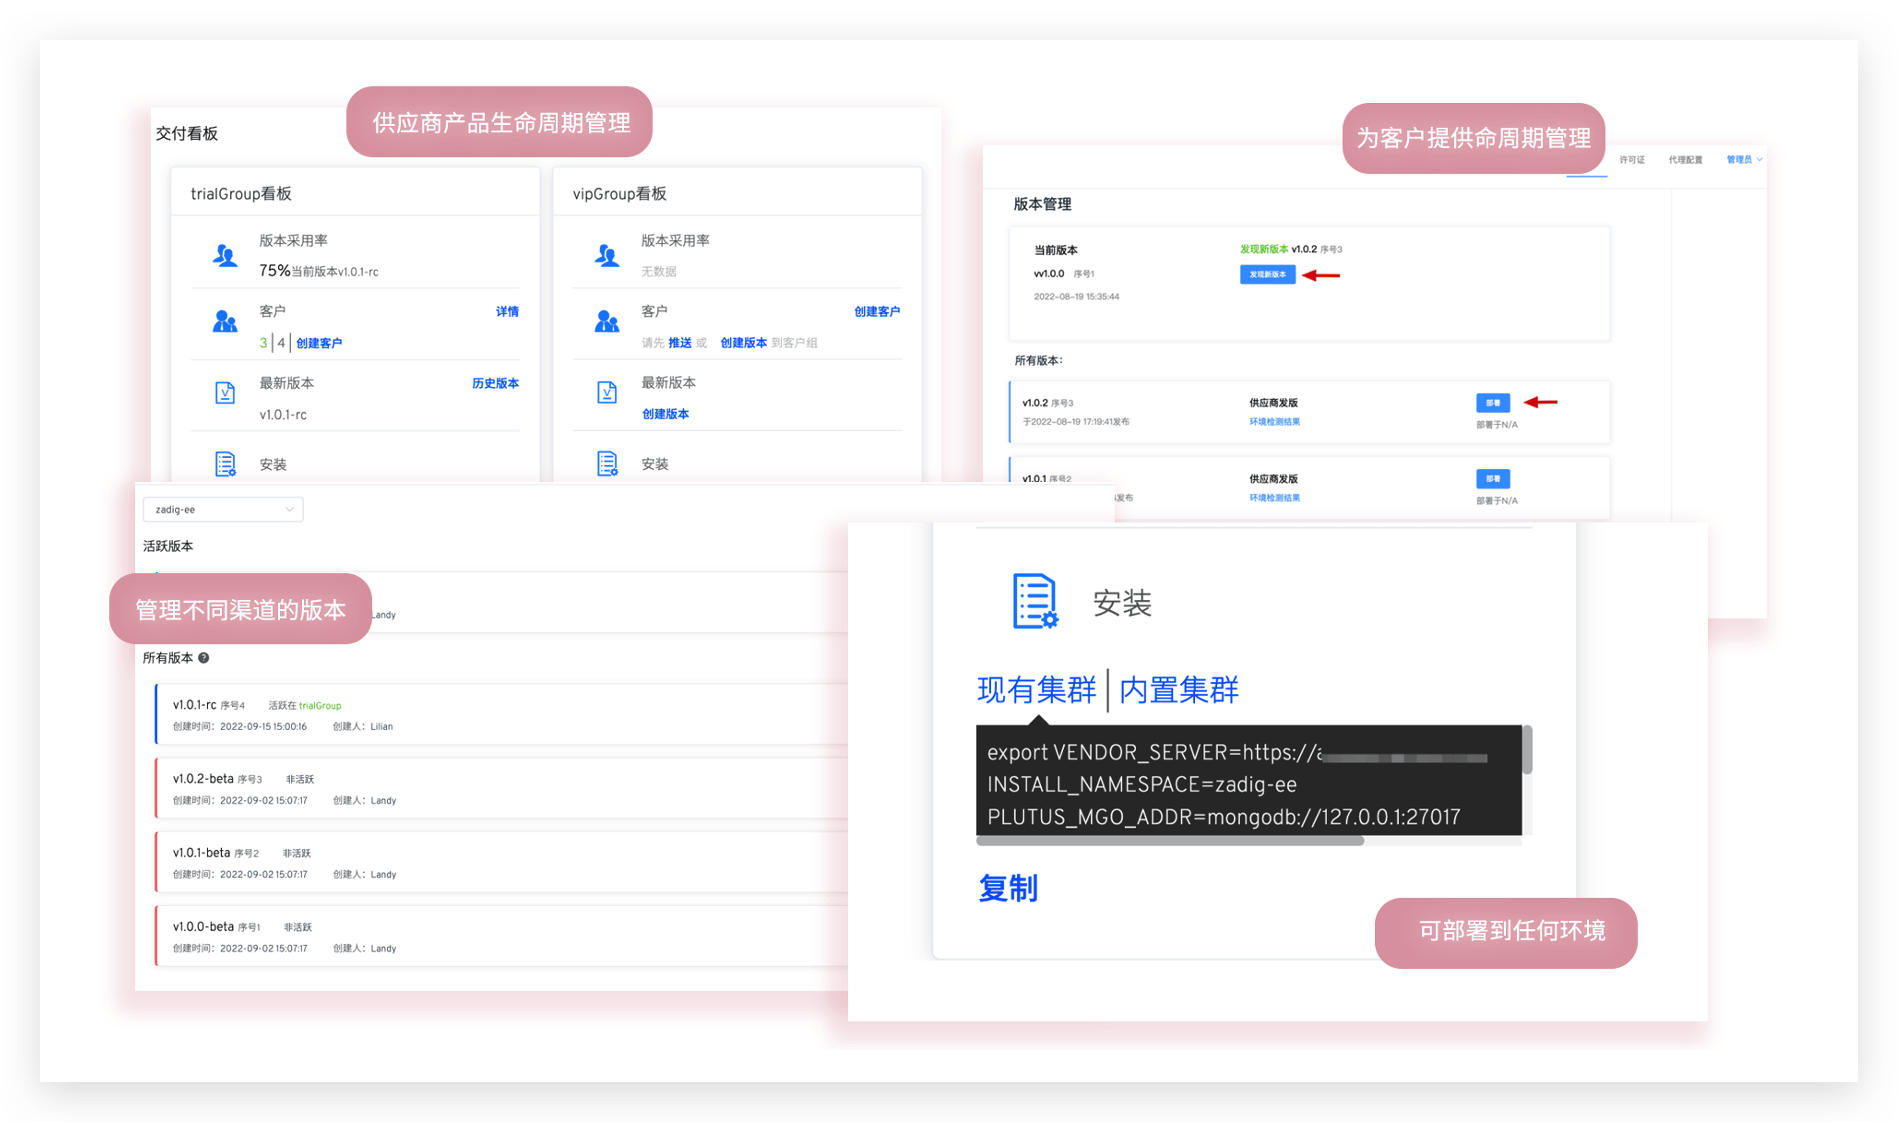 供应商产品生命周期管理
交付看板
trialGroup看板
版本采用率
75%当前版本v1.0.1-rc
客户
详情
3 | 4 | 创建客户
最新版本
历史版本
v1.0.1-rc
安装
vipGroup看板
版本采用率
无数据
客户
创建客户
请先 推送 或 创建版本 到客户组
最新版本
创建版本
安装
为客户提供命周期管理
许可证
代理配置
管理员
版本管理
当前版本
vv1.0.0 序号1
2022-08-19 15:35:44
发现新版本 v1.0.2 序号3
发现新版本
所有版本：
v1.0.2 序号3
于2022-08-19 17:19:41发布
供应商发版
环境检测结果
部署
部署于N/A
v1.0.1 序号2
发布
供应商发版
环境检测结果
部署
部署于N/A
zadig-ee
活跃版本
管理不同渠道的版本
Landy
所有版本
v1.0.1-rc 序号4 活跃在 trialGroup
创建时间：2022-09-15 15:00:16 创建人：Lilian
v1.0.2-beta 序号3 非活跃
创建时间：2022-09-02 15:07:17 创建人：Landy
v1.0.1-beta 序号2 非活跃
创建时间：2022-09-02 15:07:17 创建人：Landy
v1.0.0-beta 序号1 非活跃
创建时间：2022-09-02 15:07:17 创建人：Landy
安装
现有集群 | 内置集群
export VENDOR_SERVER=https://a
INSTALL_NAMESPACE=zadig-ee
PLUTUS_MGO_ADDR=mongodb://127.0.0.1:27017
复制
可部署到任何环境